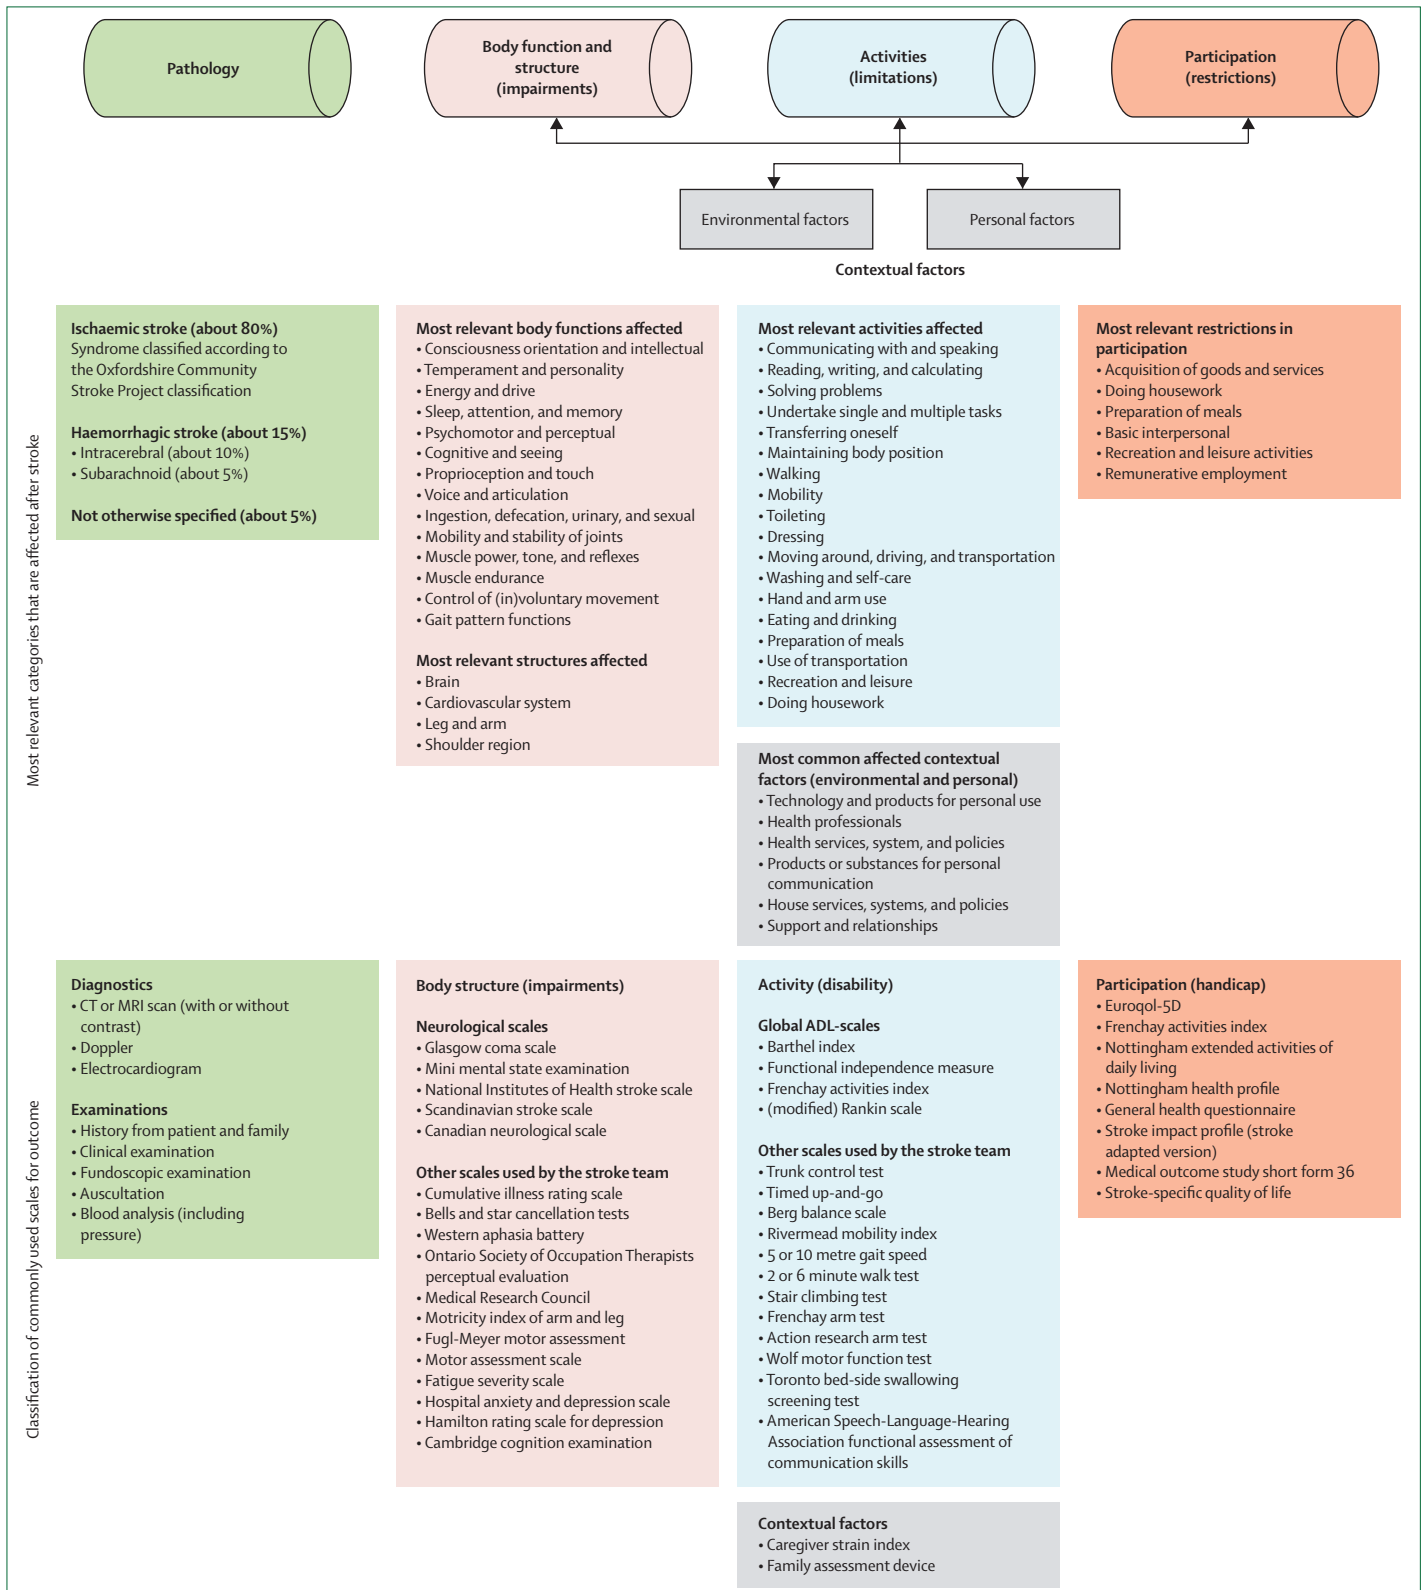 Pathology
Body function and
structure
(impairments)
Activities
(limitations)
Participation
(restrictions)
Environmental factors
Personal factors
Contextual factors
Most relevant categories that are affected after stroke
Ischaemic stroke (about 80%)
Syndrome classified according to
the Oxfordshire Community
Stroke Project classification
Haemorrhagic stroke (about 15%)
• Intracerebral (about 10%)
• Subarachnoid (about 5%)
Not otherwise specified (about 5%)
Most relevant body functions affected
• Consciousness orientation and intellectual
• Temperament and personality
• Energy and drive
• Sleep, attention, and memory
• Psychomotor and perceptual
• Cognitive and seeing
• Proprioception and touch
• Voice and articulation
• Ingestion, defecation, urinary, and sexual
• Mobility and stability of joints
• Muscle power, tone, and reflexes
• Muscle endurance
• Control of (in)voluntary movement
• Gait pattern functions
Most relevant structures affected
• Brain
• Cardiovascular system
• Leg and arm
• Shoulder region
Most relevant activities affected
• Communicating with and speaking
• Reading, writing, and calculating
• Solving problems
• Undertake single and multiple tasks
• Transferring oneself
• Maintaining body position
• Walking
• Mobility
• Toileting
• Dressing
• Moving around, driving, and transportation
• Washing and self-care
• Hand and arm use
• Eating and drinking
• Preparation of meals
• Use of transportation
• Recreation and leisure
• Doing housework
Most common affected contextual
factors (environmental and personal)
• Technology and products for personal use
• Health professionals
• Health services, system, and policies
• Products or substances for personal
communication
• House services, systems, and policies
• Support and relationships
Most relevant restrictions in
participation
• Acquisition of goods and services
• Doing housework
• Preparation of meals
• Basic interpersonal
• Recreation and leisure activities
• Remunerative employment
Classification of commonly used scales for outcome
Diagnostics
• CT or MRI scan (with or without
contrast)
• Doppler
• Electrocardiogram
Examinations
• History from patient and family
• Clinical examination
• Fundoscopic examination
• Auscultation
• Blood analysis (including
pressure)
Body structure (impairments)
Neurological scales
• Glasgow coma scale
• Mini mental state examination
• National Institutes of Health stroke scale
• Scandinavian stroke scale
• Canadian neurological scale
Other scales used by the stroke team
• Cumulative illness rating scale
• Bells and star cancellation tests
• Western aphasia battery
• Ontario Society of Occupation Therapists
perceptual evaluation
• Medical Research Council
• Motricity index of arm and leg
• Fugl-Meyer motor assessment
• Motor assessment scale
• Fatigue severity scale
• Hospital anxiety and depression scale
• Hamilton rating scale for depression
• Cambridge cognition examination
Activity (disability)
Global ADL-scales
• Barthel index
• Functional independence measure
• Frenchay activities index
• (modified) Rankin scale
Other scales used by the stroke team
• Trunk control test
• Timed up-and-go
• Berg balance scale
• Rivermead mobility index
• 5 or 10 metre gait speed
• 2 or 6 minute walk test
• Stair climbing test
• Frenchay arm test
• Action research arm test
• Wolf motor function test
• Toronto bed-side swallowing
screening test
• American Speech-Language-Hearing
Association functional assessment of
communication skills
Contextual factors
• Caregiver strain index
• Family assessment device
Participation (handicap)
• Euroqol-5D
• Frenchay activities index
• Nottingham extended activities of
daily living
• Nottingham health profile
• General health questionnaire
• Stroke impact profile (stroke
adapted version)
• Medical outcome study short form 36
• Stroke-specific quality of life